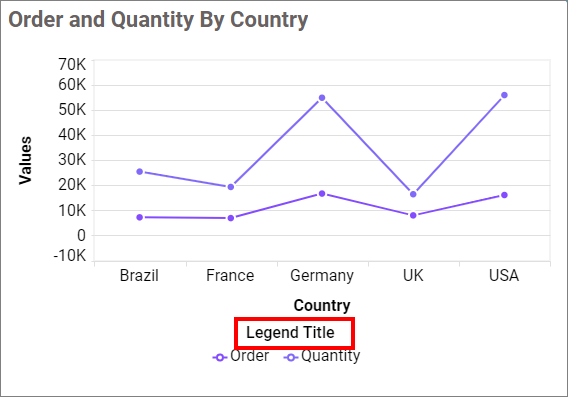 Order and Quantity By Country
Values
70K
60K
50K
40K
30K
20K
10K
0
-10K
Brazil France Germany UK USA
Country
Legend Title
Order Quantity